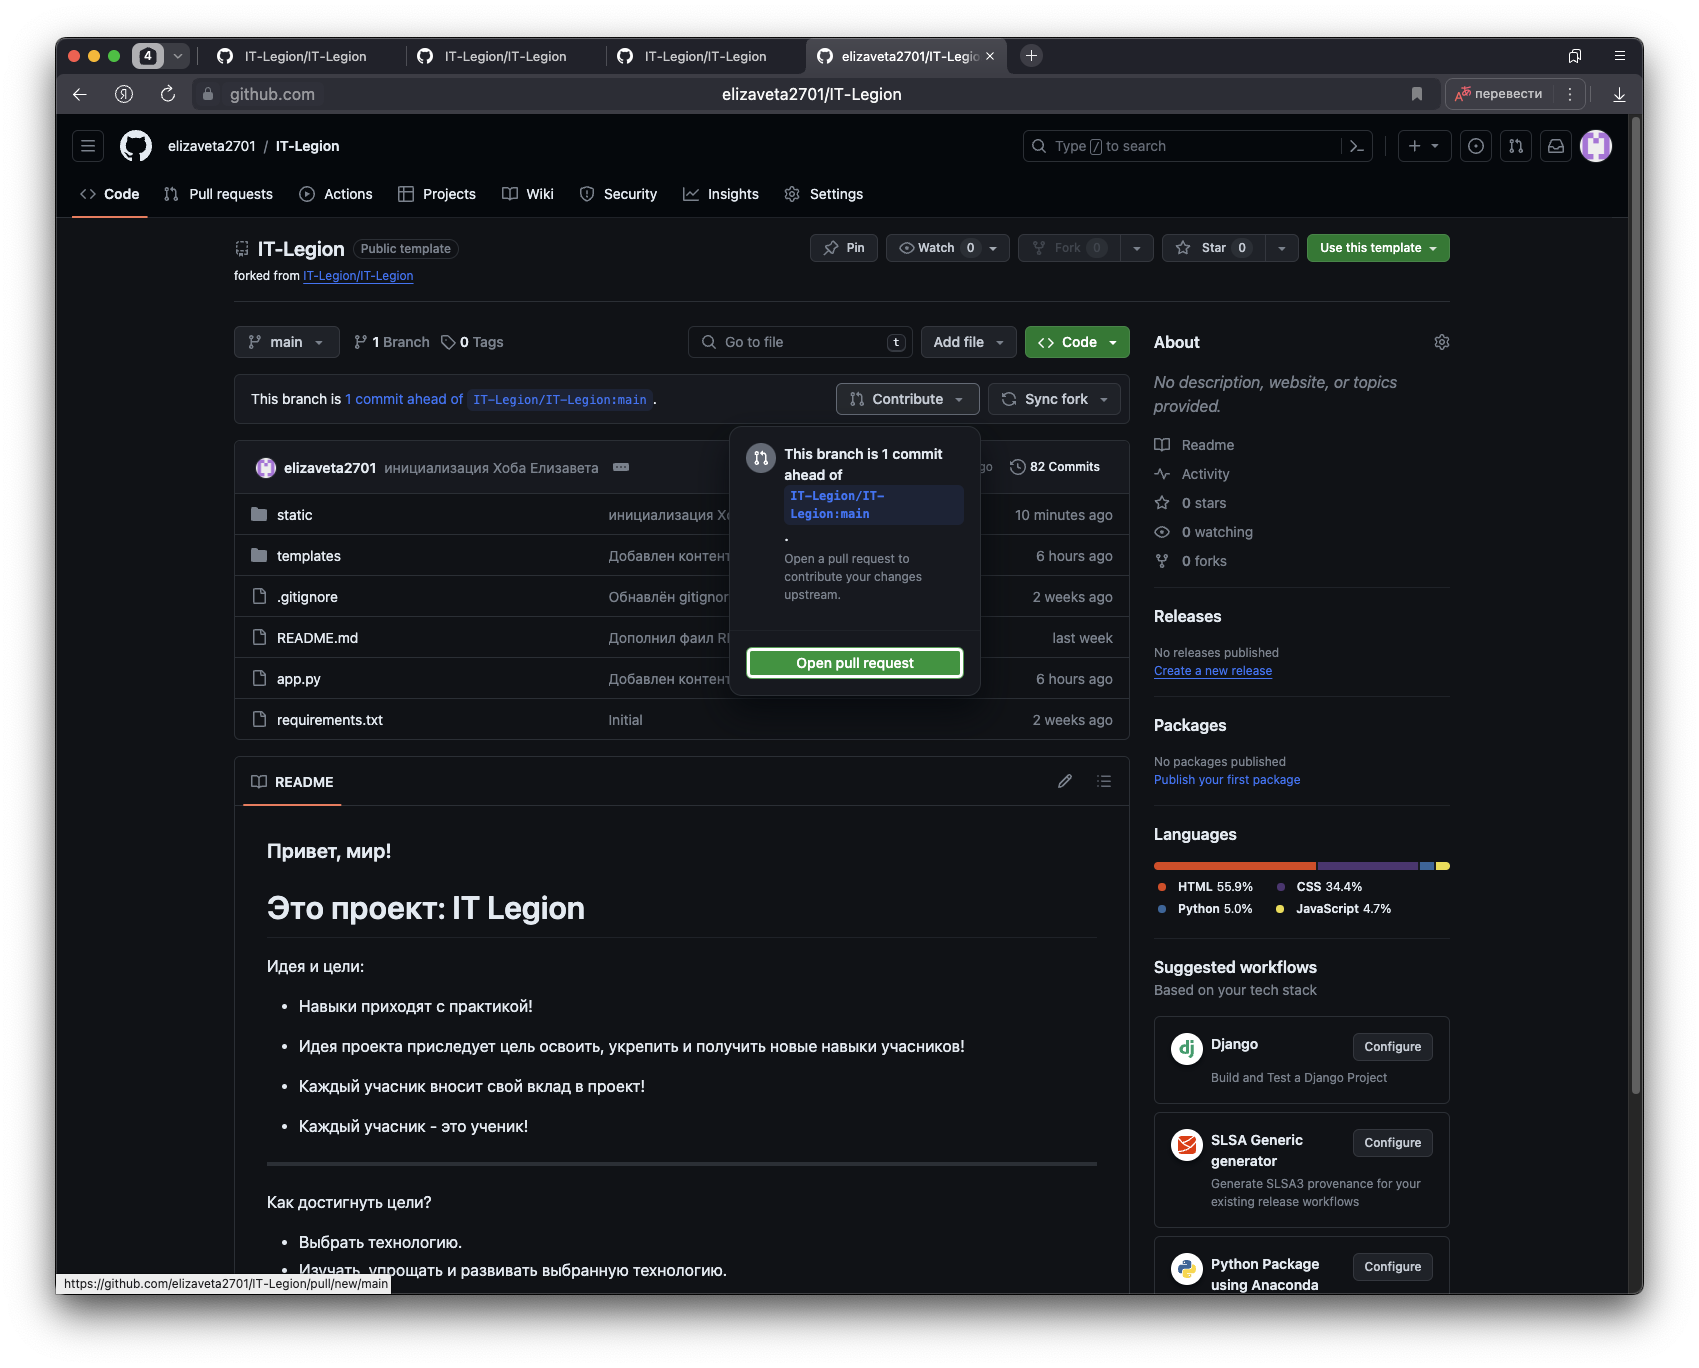 4
IT-Legion/IT-Legion
IT-Legion/IT-Legion
IT-Legion/IT-Legion
elizaveta2701/IT-Legio
github.com
elizaveta2701/IT-Legion
перевести
elizaveta2701 / IT-Legion
Type / to search
Code
Pull requests
Actions
Projects
Wiki
Security
Insights
Settings
IT-Legion Public template
Pin
Watch 0
Fork 0
Star 0
Use this template
forked from IT-Legion/IT-Legion
main
1 Branch
0 Tags
Go to file t
Add file
Code
This branch is 1 commit ahead of IT-Legion/IT-Legion:main .
Contribute
Sync fork
This branch is 1 commit
ahead of
IT-Legion/IT-
Legion:main
.
Open a pull request to
contribute your changes
upstream.
Open pull request
elizaveta2701 инициализация Хоба Елизавета
go
82 Commits
static инициализация Х 10 minutes ago
templates Добавлен контент 6 hours ago
.gitignore Обнавлён gitignor 2 weeks ago
README.md Дополнил фаил R last week
app.py Добавлен контент 6 hours ago
requirements.txt Initial 2 weeks ago
README
Привет, мир!
Это проект: IT Legion
Идея и цели:
• Навыки приходят с практикой!
• Идея проекта приследует цель освоить, укрепить и получить новые навыки учасников!
• Каждый учасник вносит свой вклад в проект!
• Каждый учасник - это ученик!
Как достигнуть цели?
• Выбрать технологию.
• Изучать, упрощать и развивать выбранную технологию.
https://github.com/elizaveta2701/IT-Legion/pull/new/main
About
No description, website, or topics
provided.
Readme
Activity
0 stars
0 watching
0 forks
Releases
No releases published
Create a new release
Packages
No packages published
Publish your first package
Languages
HTML 55.9% CSS 34.4%
Python 5.0% JavaScript 4.7%
Suggested workflows
Based on your tech stack
dj
Django
Configure
Build and Test a Django Project
SLSA Generic
generator
Configure
Generate SLSA3 provenance for your
existing release workflows
Python Package
using Anaconda
Configure